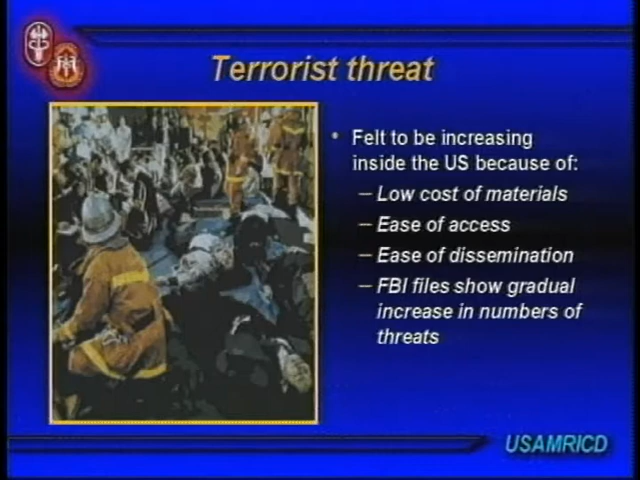 Terrorist threat
• Felt to be increasing
inside the US because of:
– Low cost of materials
– Ease of access
– Ease of dissemination
– FBI files show gradual
increase in numbers of
threats
USAMRICD